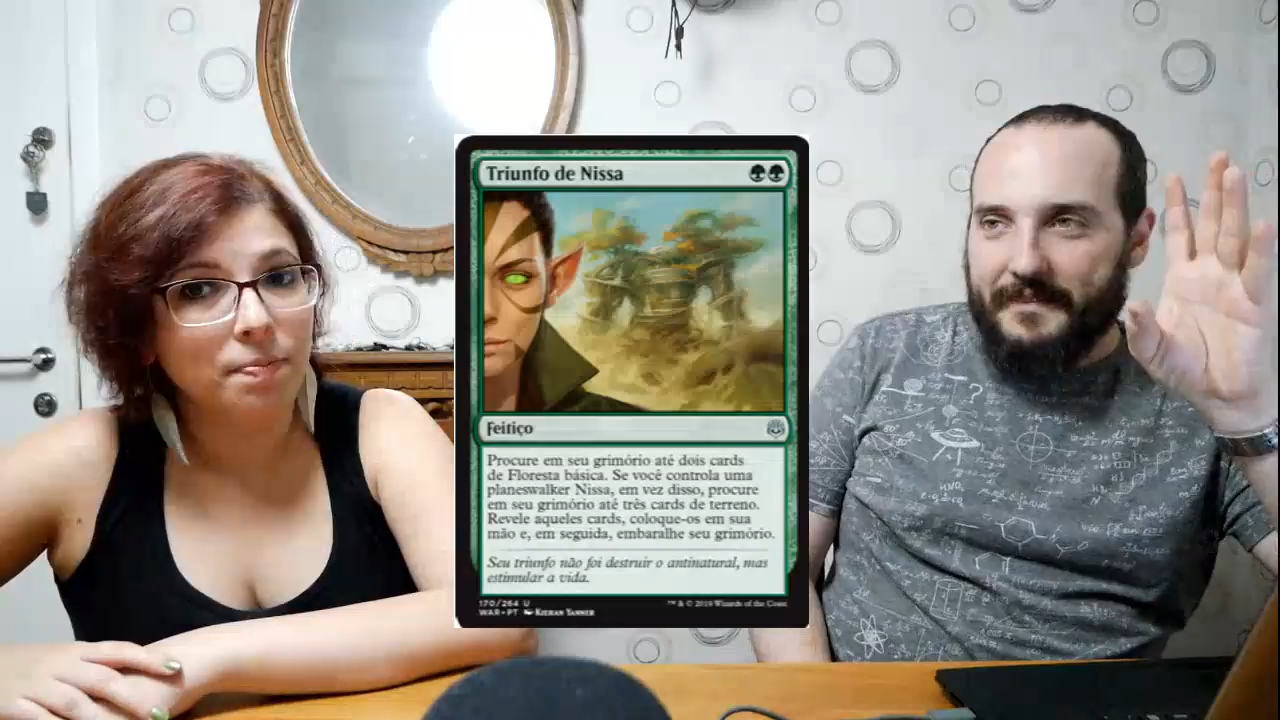 Triunfo de Nissa
Feitiço
Procure em seu grimório até dois cards
de Floresta básica. Se você controla uma
planeswalker Nissa, em vez disso, procure
em seu grimório até três cards de terreno.
Revele aqueles cards, coloque-os em sua
mão e, em seguida, embaralhe seu grimório.
Seu triunfo não foi destruir o antinatural, mas
estimular a vida.
170/264 U
WAR • PT Kieran Yanner
™ & © 2019 Wizards of the Coast